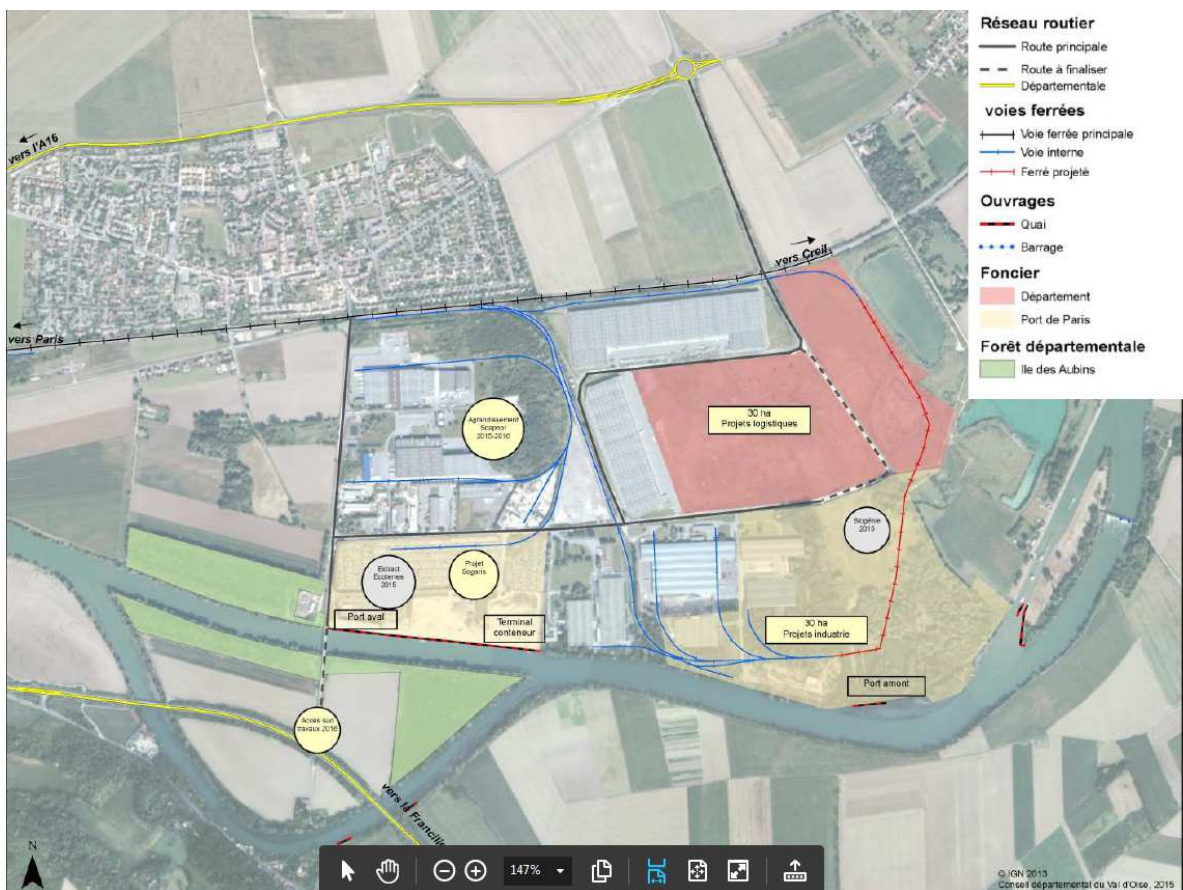 Réseau routier
Route principale
Route à finaliser
Départementale
voies ferrées
Voie ferrée principale
Voie interne
Ferré projeté
Ouvrages
Quai
Barrage
Foncier
Département
Port de Paris
Forêt départementale
Ile des Aubins
vers l'A16
vers Creil
vers Paris
Agrandissement
Scapnor
2015-2016
30 ha
Projets logistiques
Biogénie
2015
Extract
Ecoterres
2015
Projet
Sogaris
Port aval
Terminal
conteneur
30 ha
Projets industrie
Port amont
Accès sud
travaux 2016
vers la Francilie
N
147%
© IGN 2013
Conseil départemental du Val d'Oise, 2015